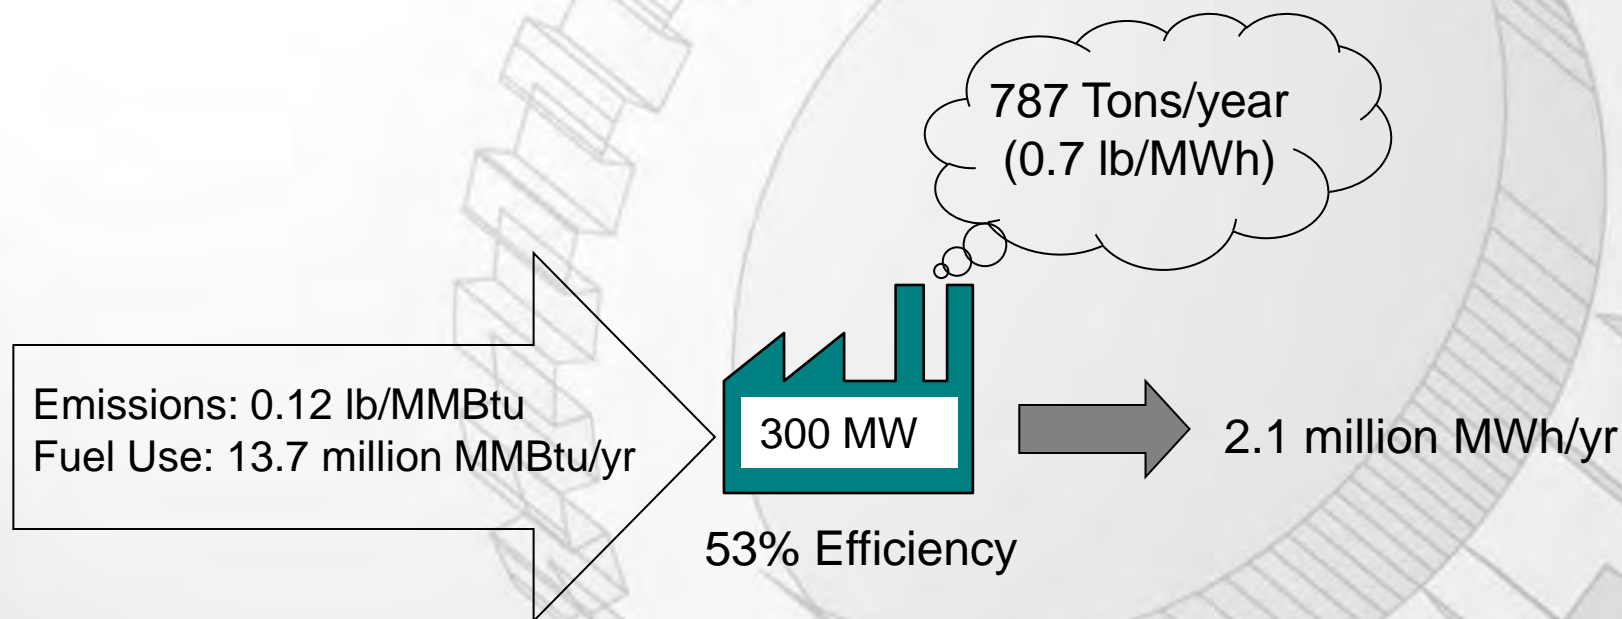 787 Tons/year
(0.7 lb/MWh)
Emissions: 0.12 lb/MMBtu
Fuel Use: 13.7 million MMBtu/yr
300 MW
2.1 million MWh/yr
53% Efficiency